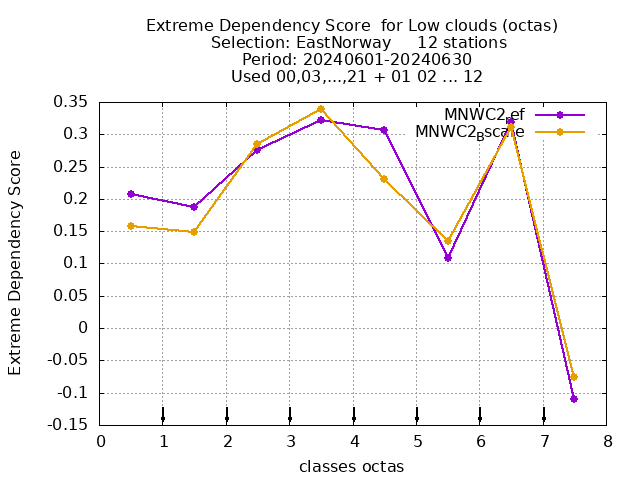 Extreme Dependency Score  for Low clouds (octas)
Selection: EastNorway     12 stations
Period: 20240601-20240630
Used 00,03,...,21 + 01 02 ... 12
MNWC2
MNWC2
Extreme Dependency Score
0.35
0.3
0.25
0.2
0.15
0.1
0.05
0
-0.05
-0.1
-0.15
0 1 2 3 4 5 6 7 8
classes octas